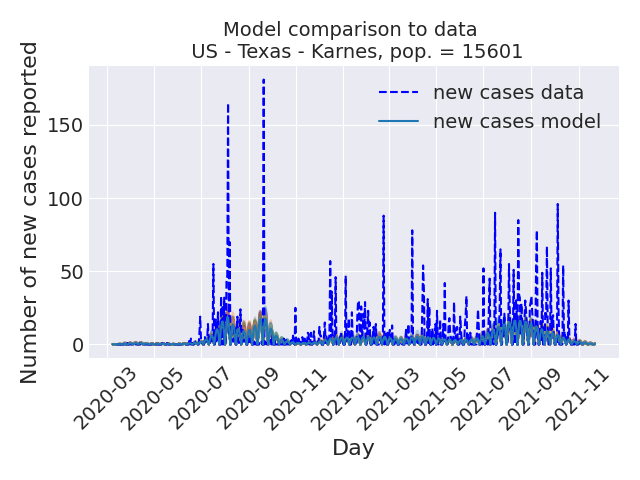 Model comparison to data
US - Texas - Karnes, pop. = 15601
new cases data
new cases model
Number of new cases reported
150
100
50
0
2020-03
2020-05
2020-07
2020-09
2020-11
2021-01
2021-03
2021-05
2021-07
2021-09
2021-11
Day